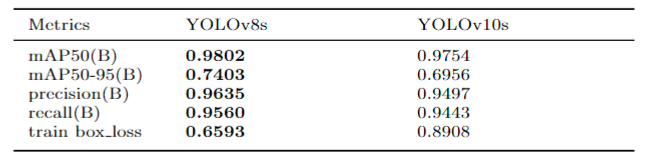 Metrics YOLOv8s YOLOv10s
mAP50(B) 0.9802 0.9754
mAP50-95(B) 0.7403 0.6956
precision(B) 0.9635 0.9497
recall(B) 0.9560 0.9443
train box_loss 0.6593 0.8908